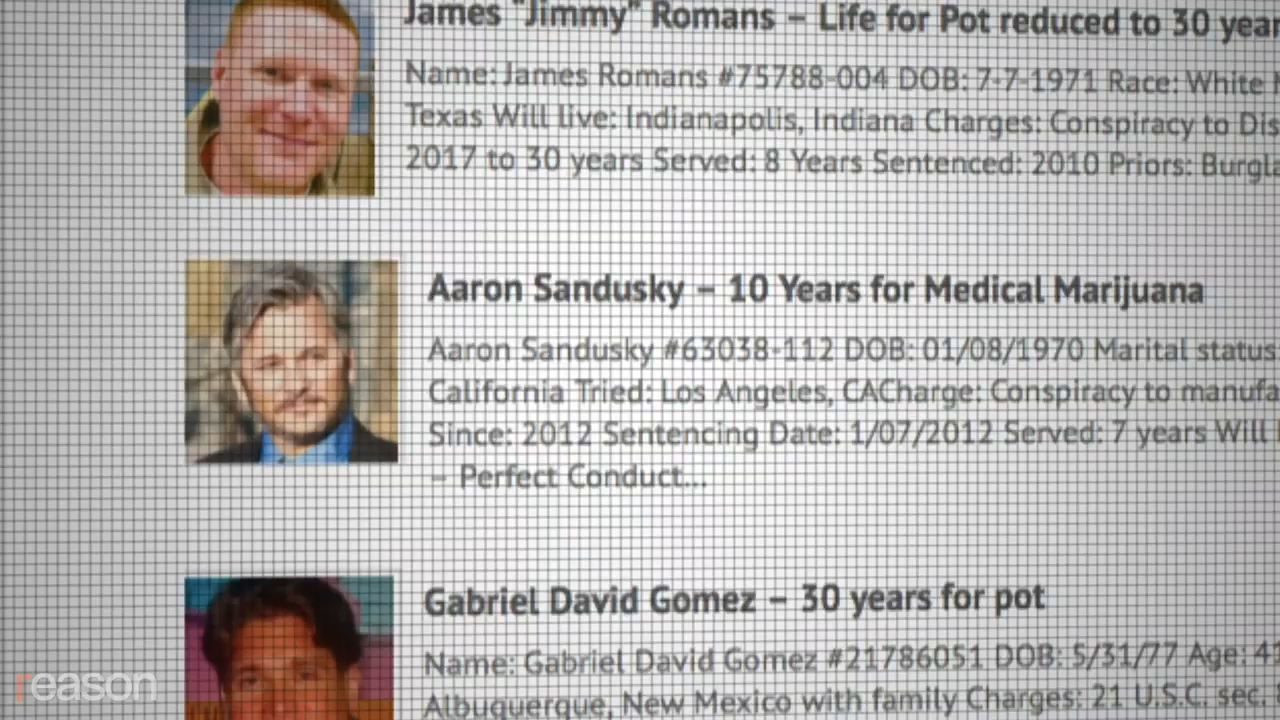 James "Jimmy" Romans – Life for Pot reduced to 30 year
Name: James Romans #75788-004 DOB: 7-7-1971 Race: White
Texas Will live: Indianapolis, Indiana Charges: Conspiracy to Dis
2017 to 30 years Served: 8 Years Sentenced: 2010 Priors: Burgla
Aaron Sandusky – 10 Years for Medical Marijuana
Aaron Sandusky #63038-112 DOB: 01/08/1970 Marital status:
California Tried: Los Angeles, CACharge: Conspiracy to manufa
Since: 2012 Sentencing Date: 1/07/2012 Served: 7 years Will
– Perfect Conduct...
Gabriel David Gomez – 30 years for pot
Name: Gabriel David Gomez #21786051 DOB: 5/31/77 Age: 41
Albuquerque, New Mexico with family Charges: 21 U.S.C. sec.
reason